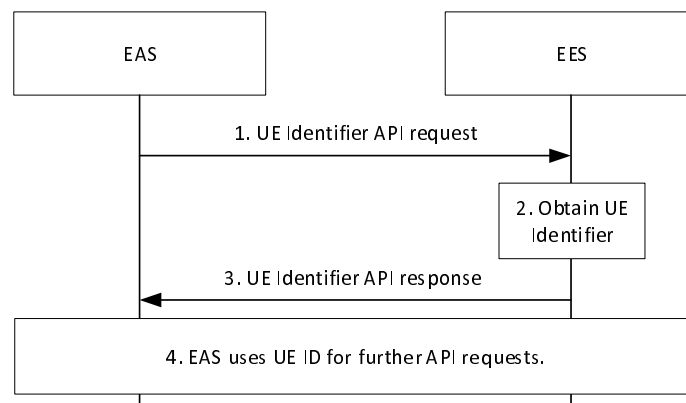 EAS
EES
1. UE Identifier API request
2. Obtain UE
Identifier
3. UE Identifier API response
4. EAS uses UE ID for further API requests.